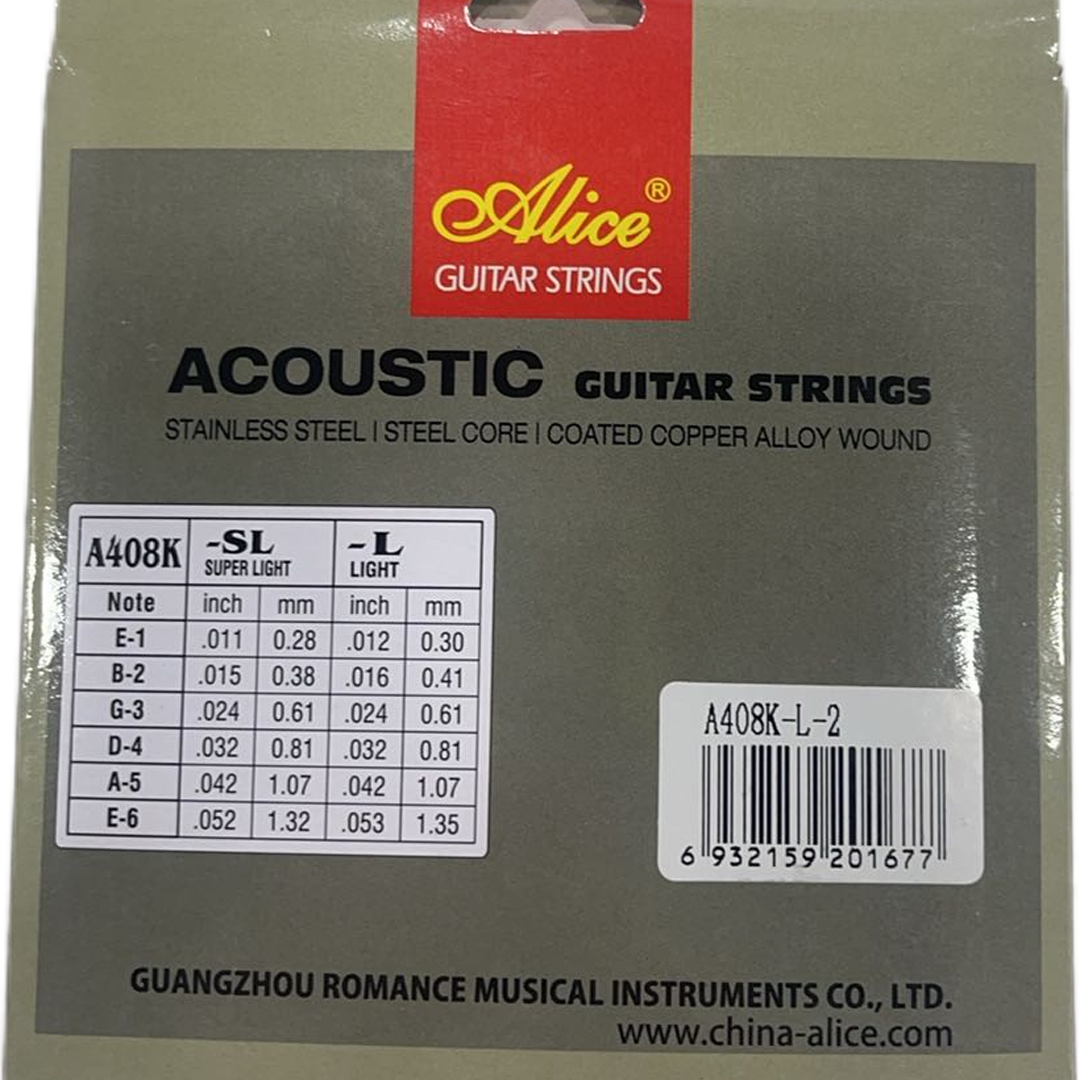 Alice®
GUITAR STRINGS
ACOUSTIC GUITAR STRINGS
STAINLESS STEEL | STEEL CORE | COATED COPPER ALLOY WOUND
A408K -SL -L
SUPER LIGHT LIGHT
Note inch mm inch mm
E-1 .011 0.28 .012 0.30
B-2 .015 0.38 .016 0.41
G-3 .024 0.61 .024 0.61
D-4 .032 0.81 .032 0.81
A-5 .042 1.07 .042 1.07
E-6 .052 1.32 .053 1.35
A408K-L-2
6 932159 201677
GUANGZHOU ROMANCE MUSICAL INSTRUMENTS CO., LTD.
www.china-alice.com